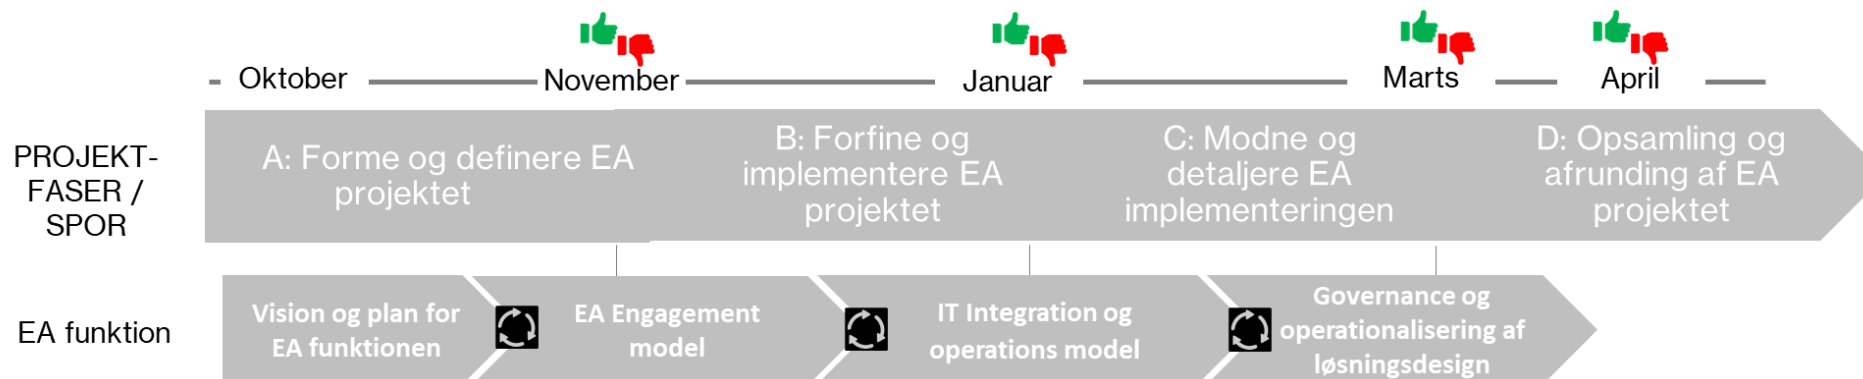 Oktober
November
Januar
Marts
April
PROJEKT-
FASER /
SPOR
A: Forme og definere EA
projektet
B: Forfine og
implementere EA
projektet
C: Modne og
detaljere EA
implementeringen
D: Opsamling og
afrunding af EA
projektet
EA funktion
Vision og plan for
EA funktionen
EA Engagement
model
IT Integration og
operations model
Governance og
operationalisering af
løsningsdesign